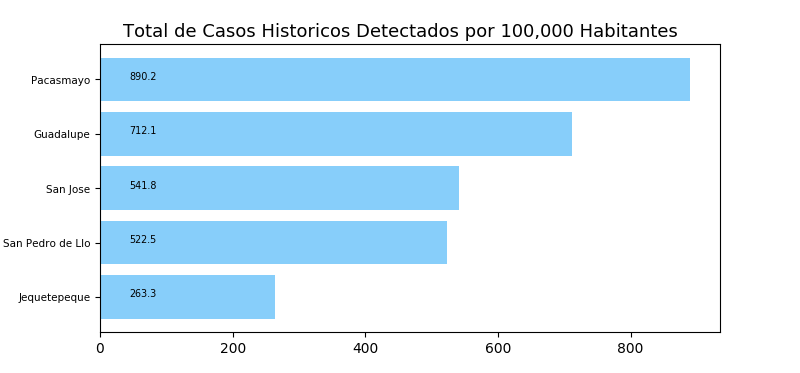 Total de Casos Historicos Detectados por 100,000 Habitantes
Pacasmayo 890.2
Guadalupe 712.1
San Jose 541.8
San Pedro de Llo 522.5
Jequetepeque 263.3
0 200 400 600 800